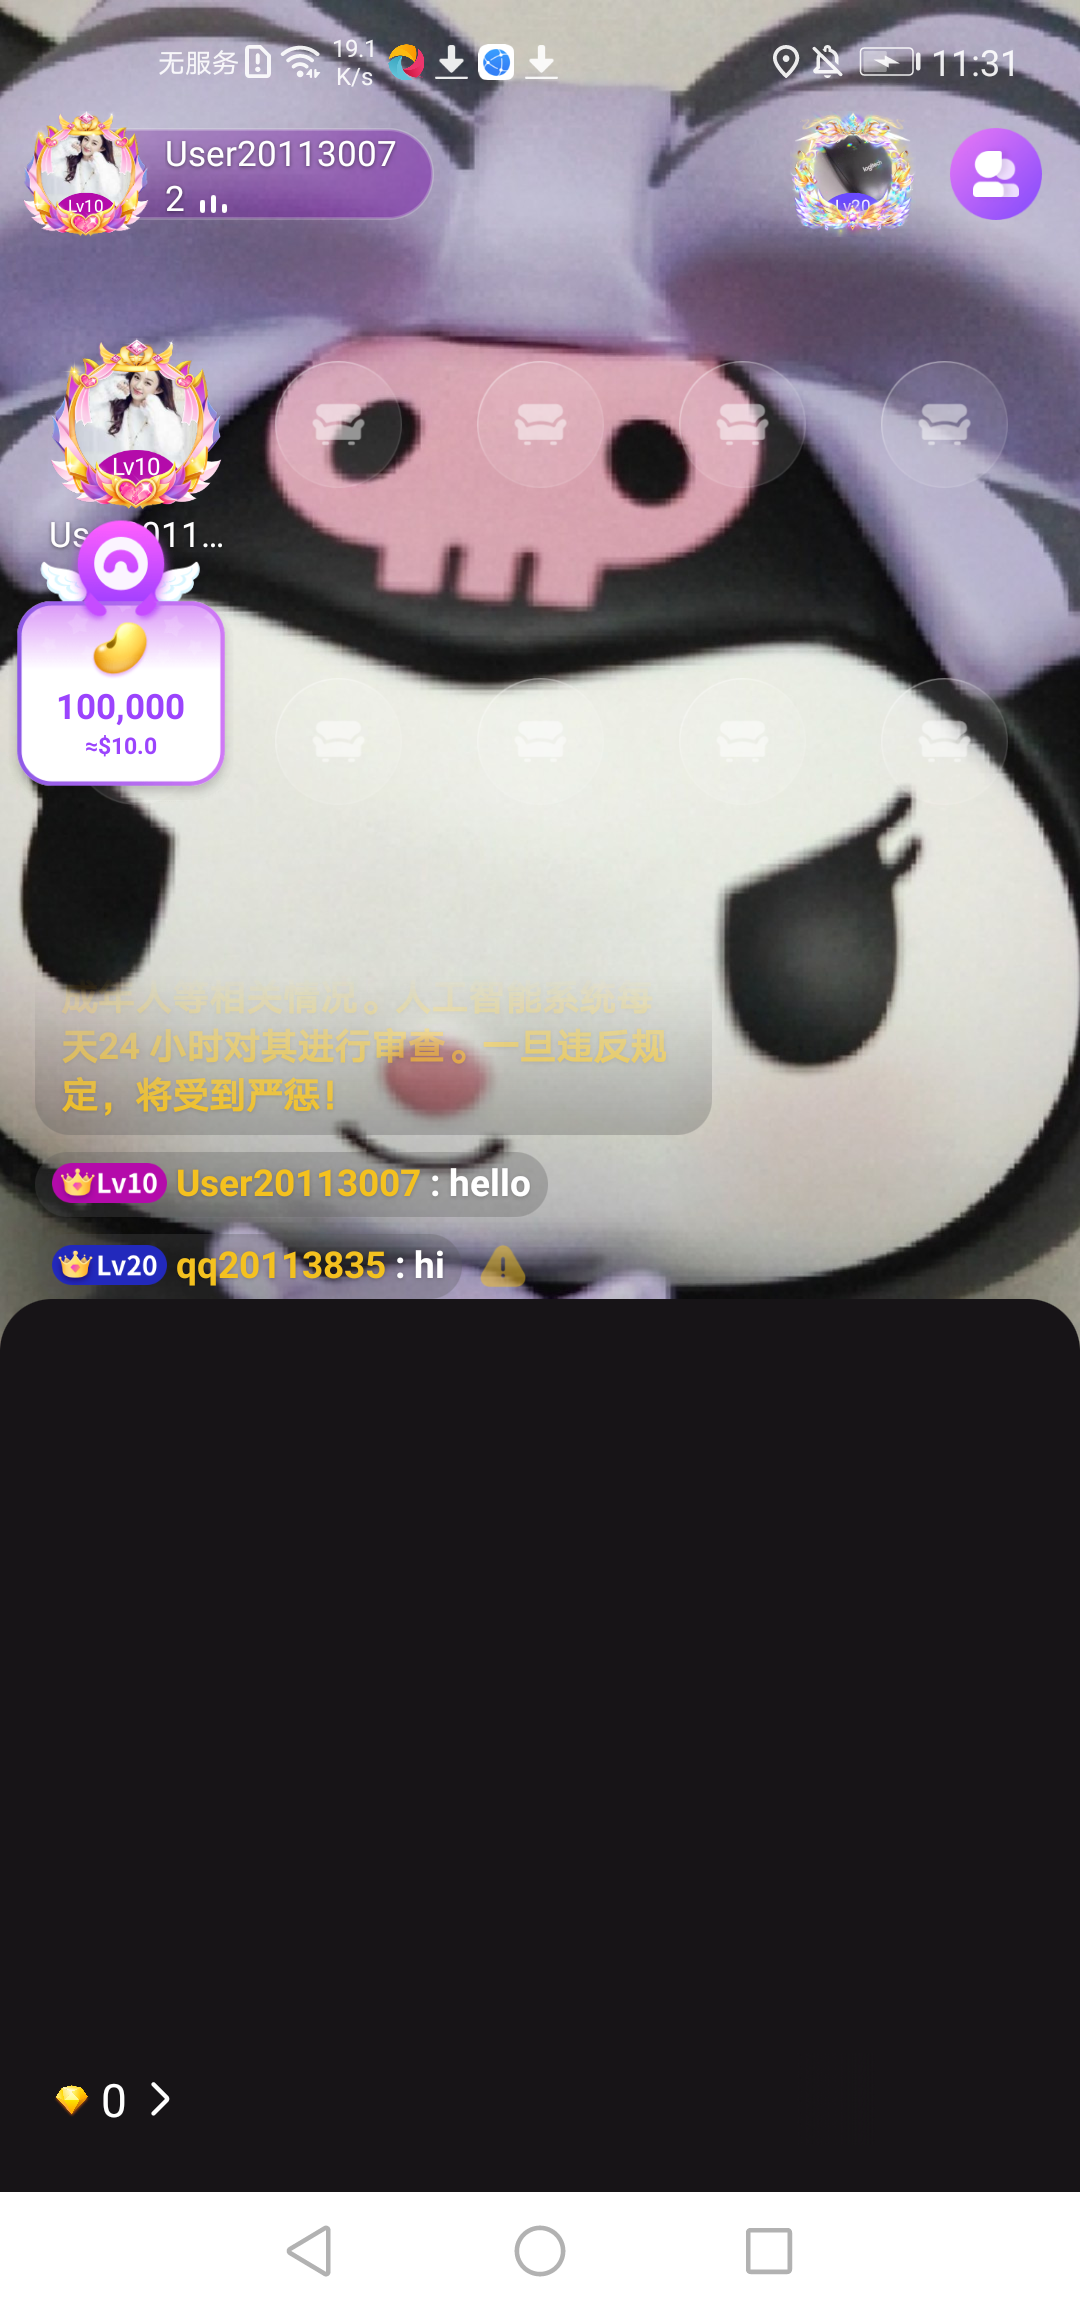 无服务
19.1
K/s
11:31
User20113007
2
Lv10
logitech
Lv20
Lv10
100,000
≈$10.0
成年人等相关情况。人工智能系统每
天24 小时对其进行审查。一旦违反规
定，将受到严惩！
Lv10 User20113007 : hello
Lv20 qq20113835 : hi
0